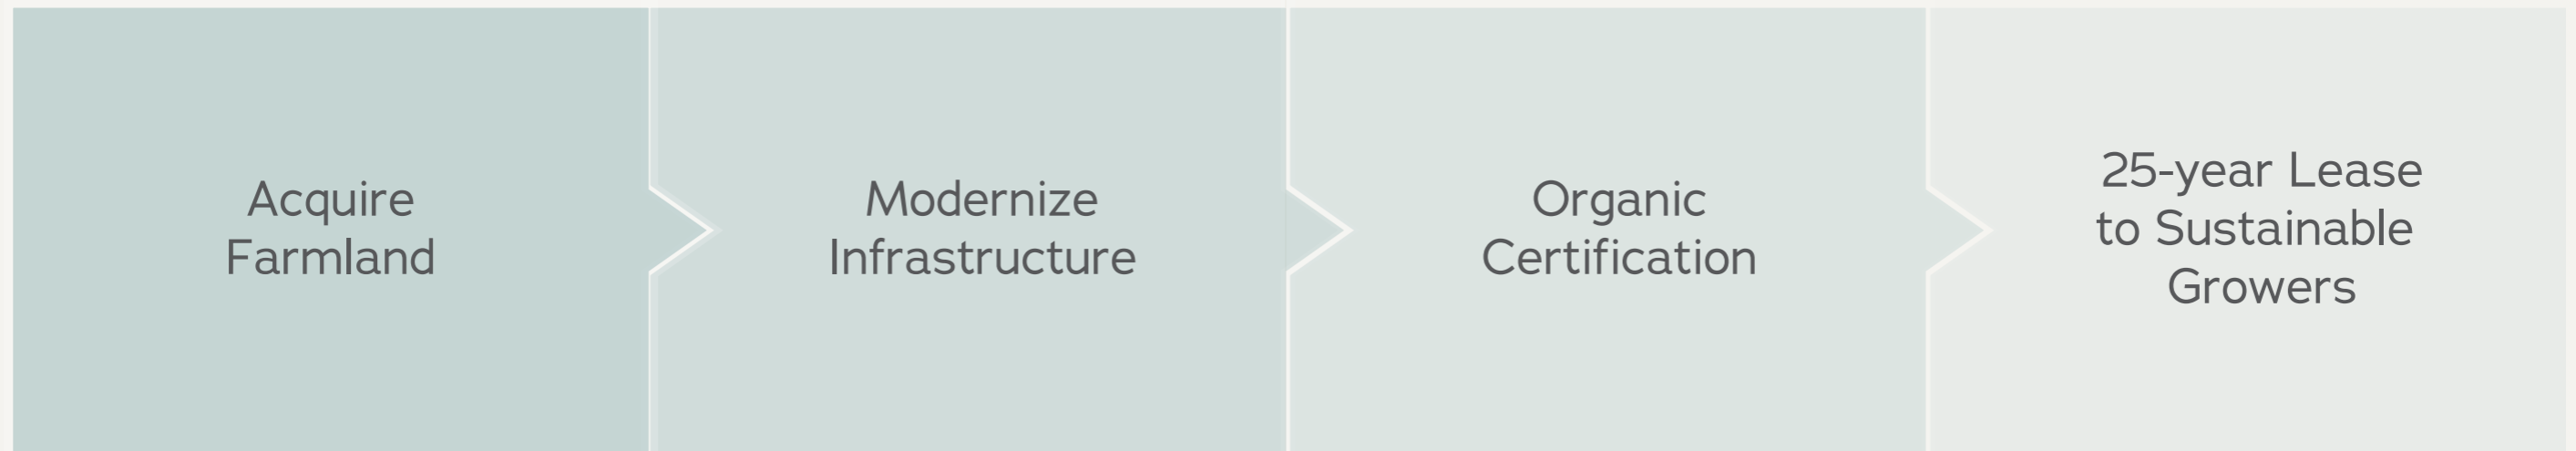 Acquire
Farmland
Modernize
Infrastructure
Organic
Certification
25-year Lease
to Sustainable
Growers